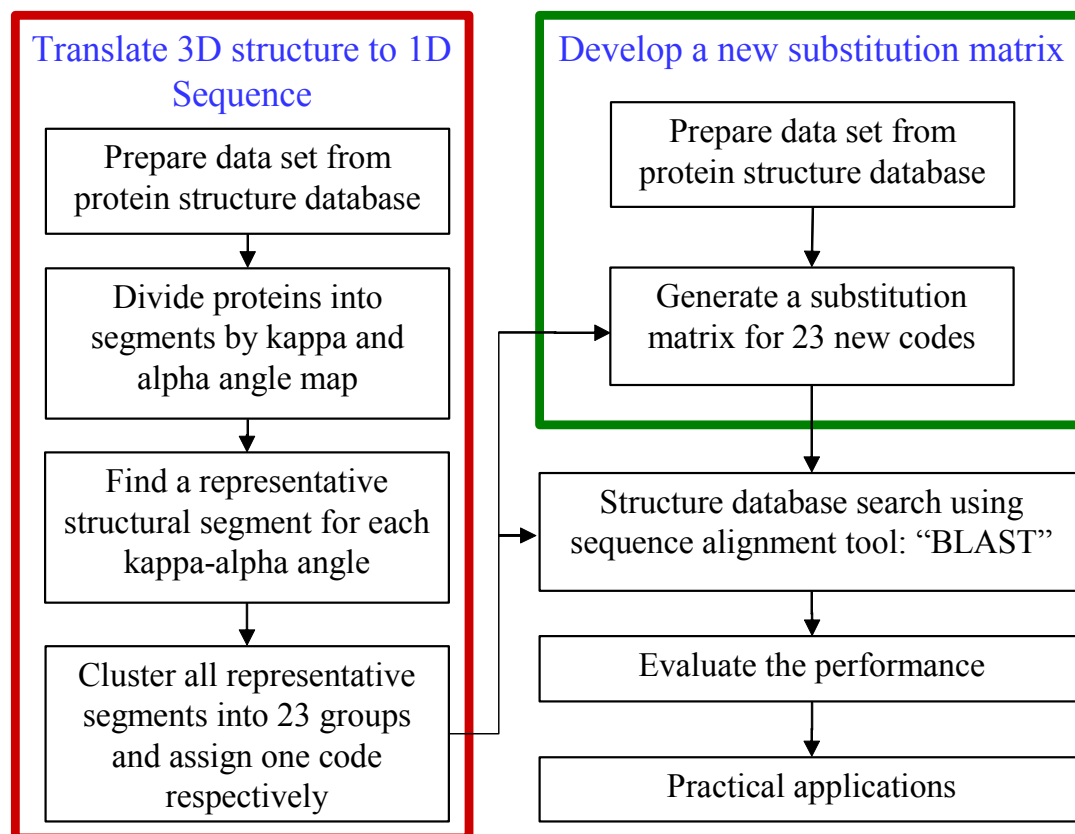 Translate 3D structure to 1D
Sequence
Prepare data set from
protein structure database
Divide proteins into
segments by kappa and
alpha angle map
Find a representative
structural segment for each
kappa-alpha angle
Cluster all representative
segments into 23 groups
and assign one code
respectively
Develop a new substitution matrix
Prepare data set from
protein structure database
Generate a substitution
matrix for 23 new codes
Structure database search using
sequence alignment tool: “BLAST”
Evaluate the performance
Practical applications